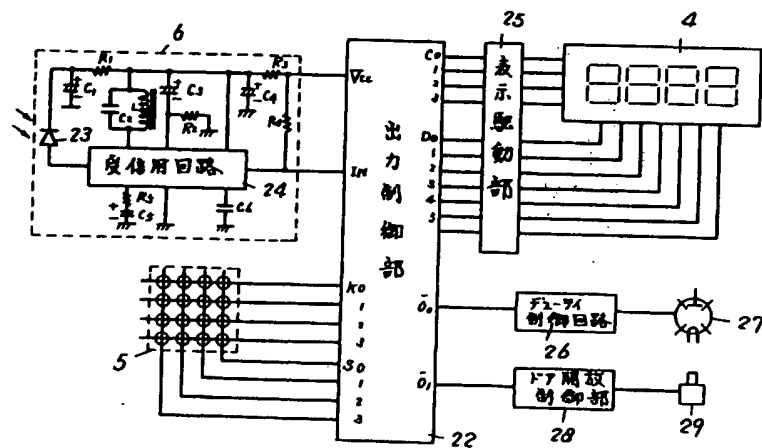 6
R1
C1
C2
L
C3
R2
C4
R3
R4
23
受信用回路
24
R5
C5
C6
Vcc
IN
出力制御部
22
C0
1
2
3
D0
1
2
3
4
5
25
表示駆動部
4
5
K0
1
2
3
S0
1
2
3
Ō0
デューティ
制御回路
26
27
Ō1
ドア開放
制御部
28
29